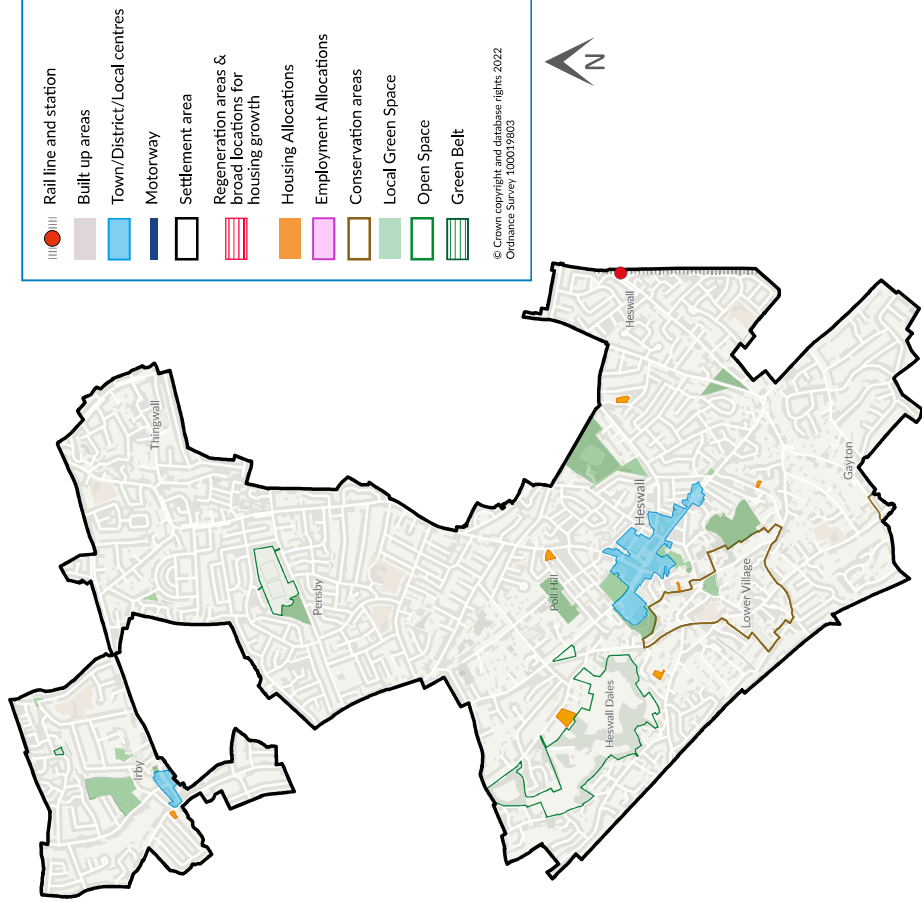 Rail line and station
Built up areas
Town/District/Local centres
Motorway
Settlement area
Regeneration areas &
broad locations for
housing growth
Housing Allocations
Employment Allocations
Conservation areas
Local Green Space
Open Space
Green Belt
© Crown copyright and database rights 2022
Ordnance Survey 100019803
N
Thingwall
Irby
Pensby
Heswall
Poll Hill
Heswall
Heswall Dales
Lower Village
Gayton